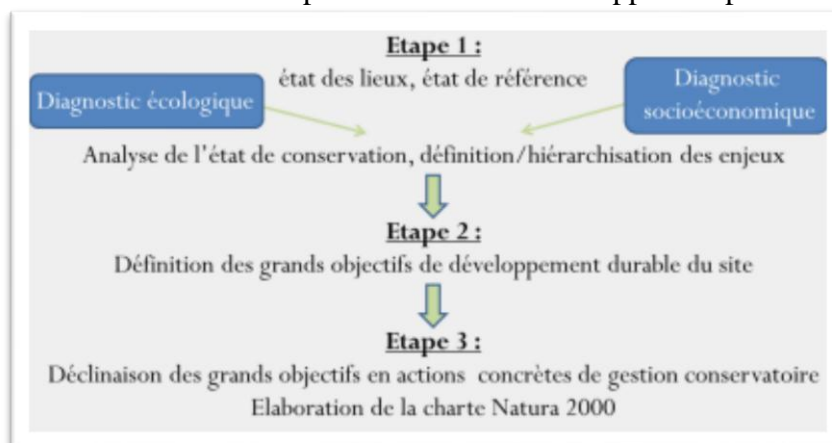 Etape 1 :
état des lieux, état de référence
Diagnostic écologique
Diagnostic
socioéconomique
Analyse de l'état de conservation, définition/hiérarchisation des enjeux
Etape 2 :
Définition des grands objectifs de développement durable du site
Etape 3 :
Déclinaison des grands objectifs en actions concrètes de gestion conservatoire
Elaboration de la charte Natura 2000